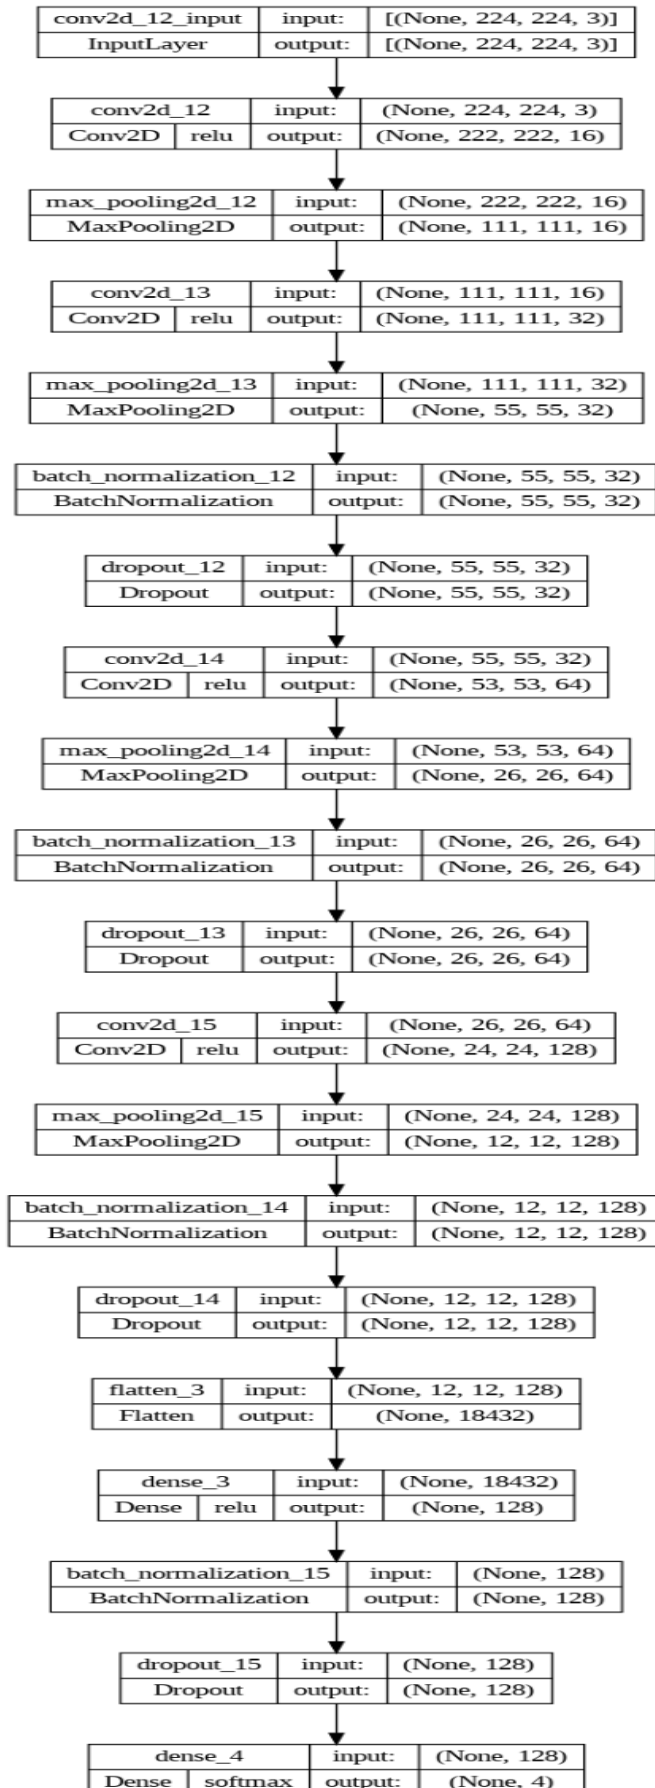 conv2d_12_input input: [(None, 224, 224, 3)]
InputLayer output: [(None, 224, 224, 3)]
conv2d_12 input: (None, 224, 224, 3)
Conv2D relu output: (None, 222, 222, 16)
max_pooling2d_12 input: (None, 222, 222, 16)
MaxPooling2D output: (None, 111, 111, 16)
conv2d_13 input: (None, 111, 111, 16)
Conv2D relu output: (None, 111, 111, 32)
max_pooling2d_13 input: (None, 111, 111, 32)
MaxPooling2D output: (None, 55, 55, 32)
batch_normalization_12 input: (None, 55, 55, 32)
BatchNormalization output: (None, 55, 55, 32)
dropout_12 input: (None, 55, 55, 32)
Dropout output: (None, 55, 55, 32)
conv2d_14 input: (None, 55, 55, 32)
Conv2D relu output: (None, 53, 53, 64)
max_pooling2d_14 input: (None, 53, 53, 64)
MaxPooling2D output: (None, 26, 26, 64)
batch_normalization_13 input: (None, 26, 26, 64)
BatchNormalization output: (None, 26, 26, 64)
dropout_13 input: (None, 26, 26, 64)
Dropout output: (None, 26, 26, 64)
conv2d_15 input: (None, 26, 26, 64)
Conv2D relu output: (None, 24, 24, 128)
max_pooling2d_15 input: (None, 24, 24, 128)
MaxPooling2D output: (None, 12, 12, 128)
batch_normalization_14 input: (None, 12, 12, 128)
BatchNormalization output: (None, 12, 12, 128)
dropout_14 input: (None, 12, 12, 128)
Dropout output: (None, 12, 12, 128)
flatten_3 input: (None, 12, 12, 128)
Flatten output: (None, 18432)
dense_3 input: (None, 18432)
Dense relu output: (None, 128)
batch_normalization_15 input: (None, 128)
BatchNormalization output: (None, 128)
dropout_15 input: (None, 128)
Dropout output: (None, 128)
dense_4 input: (None, 128)
Dense softmax output: (None, 4)